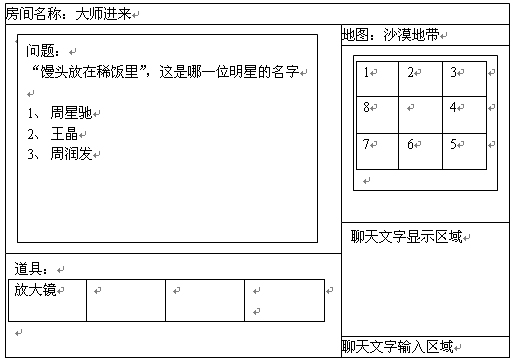 房间名称：大师进来
问题：
“馒头放在稀饭里”，这是哪一位明星的名字
1、 周星驰
2、 王晶
3、 周润发
道具：
放大镜
地图：沙漠地带
1 2 3
8 4
7 6 5
聊天文字显示区域
聊天文字输入区域